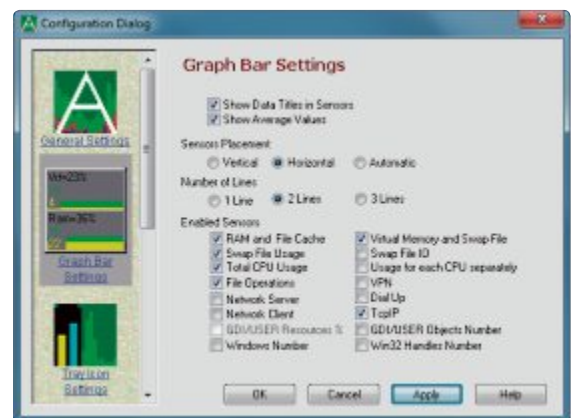 Configuration Dialog
General Settings
Vd=23%
Ram=36%
Graph Bar
Settings
Tray Icon
Settings
Graph Bar Settings
Show Data Titles in Sensors
Show Average Values
Sensors Placement
Vertical Horizontal Automatic
Number of Lines
1 Line 2 Lines 3 Lines
Enabled Sensors
RAM and File Cache Virtual Memory and Swap File
Swap File Usage Swap File IO
Total CPU Usage Usage for each CPU separately
File Operations VPN
Network Server Dial Up
Network Client TcpIP
GDI/USER Resources % GDI/USER Objects Number
Windows Number Win32 Handles Number
OK Cancel Apply Help